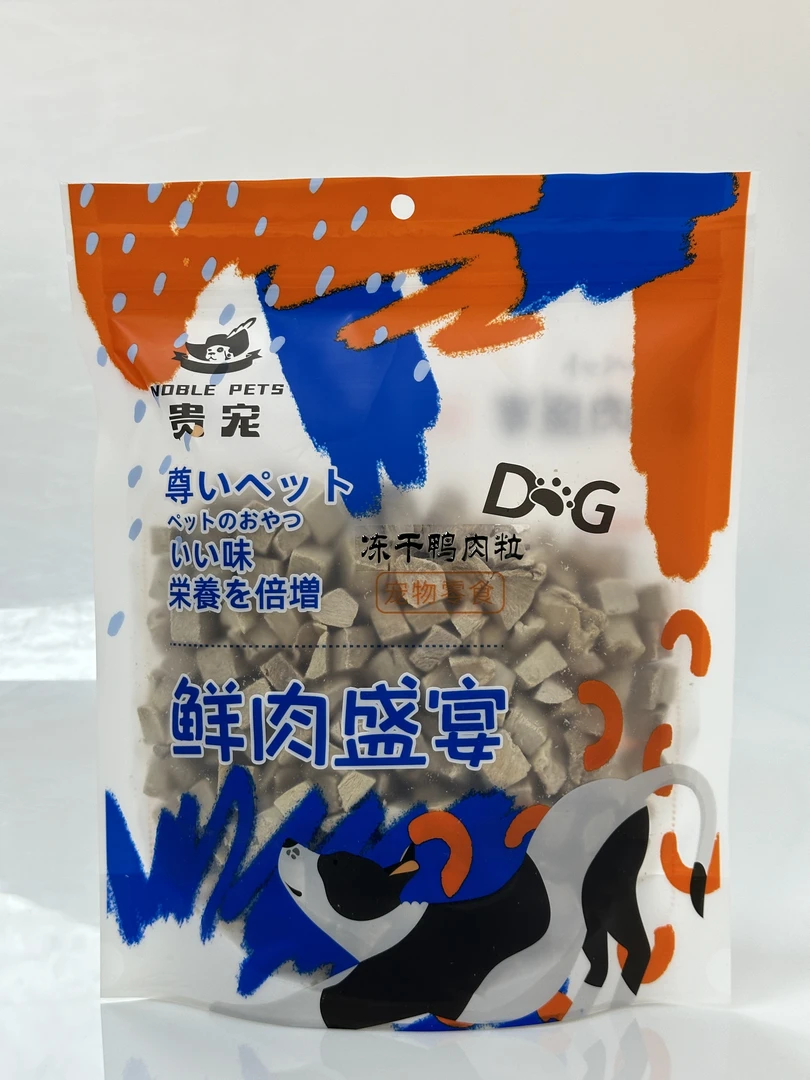 NOBLE PETS
贵宠
尊いペット
ペットのおやつ
いい味
栄養を倍増
DOG
冻干鸭肉粒
宠物零食
鲜肉盛宴